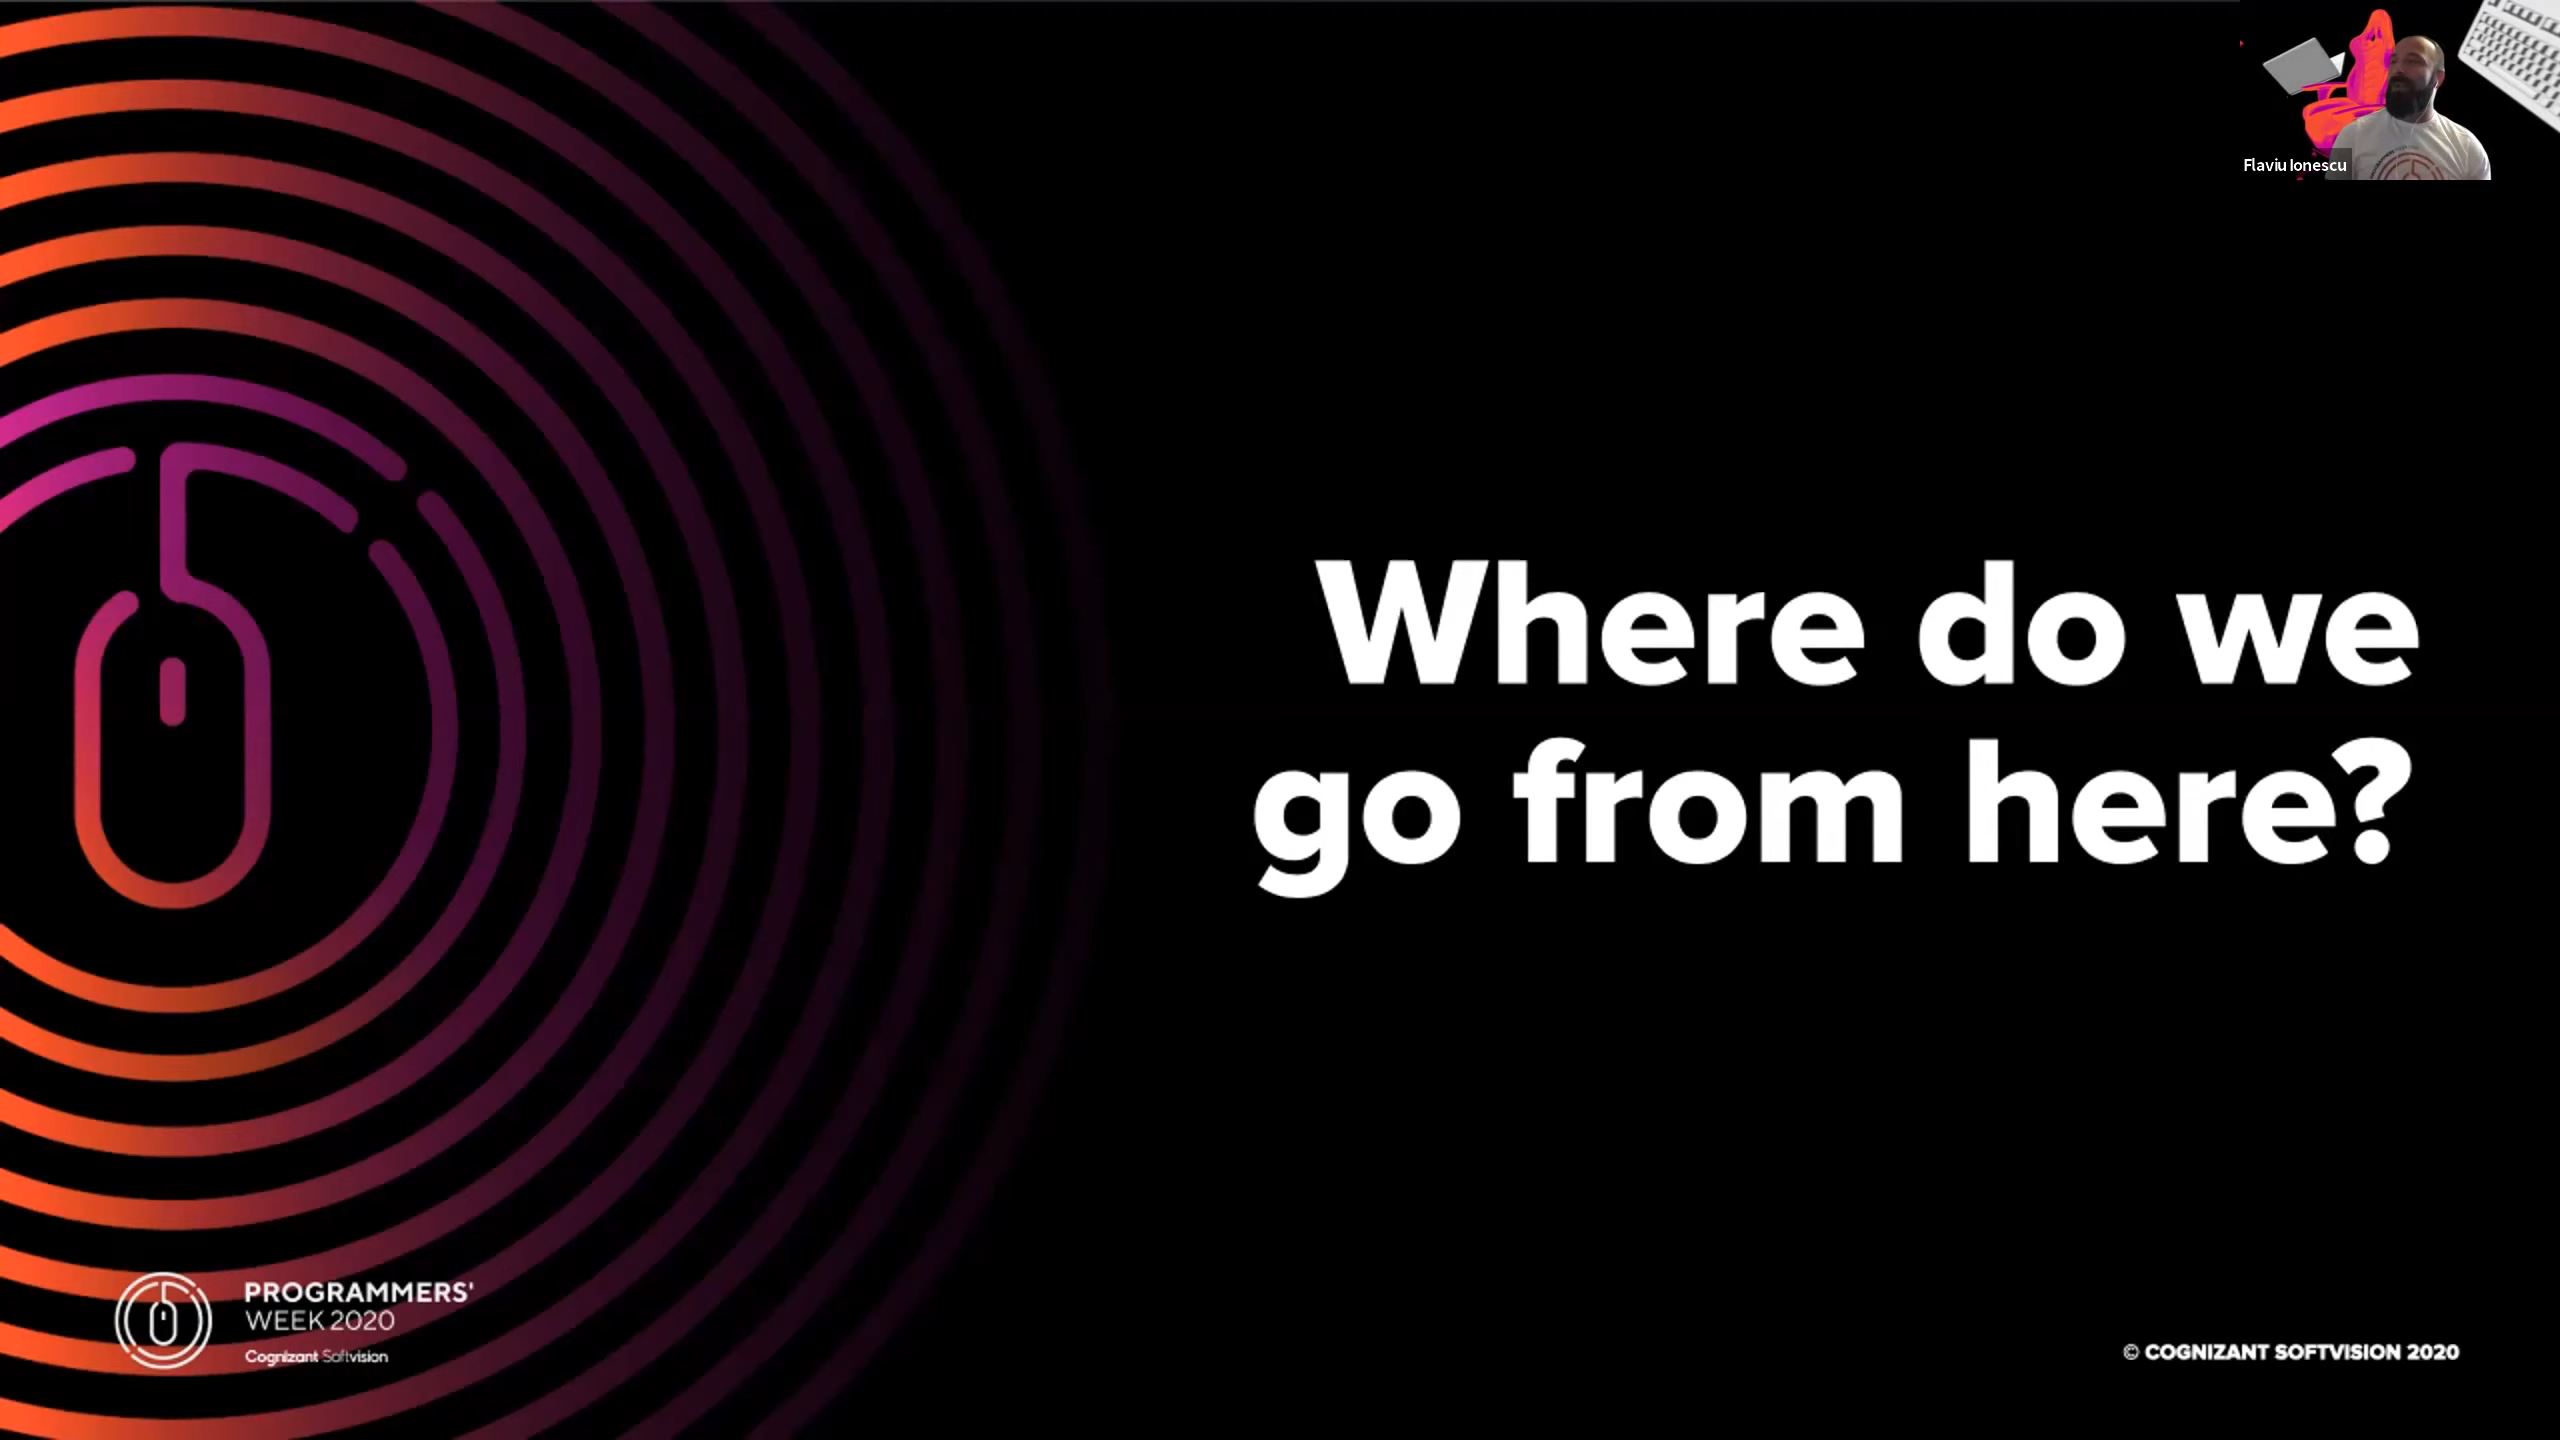 Flaviu Ionescu
Where do we
go from here?
PROGRAMMERS'
WEEK 2020
Cognizant Softvision
© COGNIZANT SOFTVISION 2020